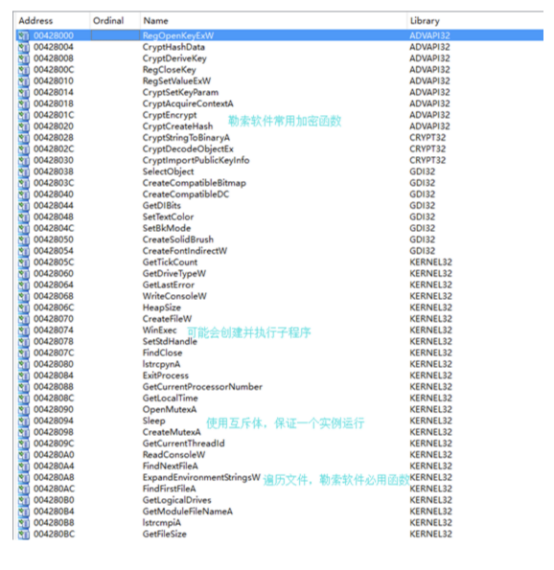 Address Ordinal Name Library
00428000 RegOpenKeyExW ADVAPI32
00428004 CryptHashData ADVAPI32
00428008 CryptDeriveKey ADVAPI32
0042800C RegCloseKey ADVAPI32
00428010 RegSetValueExW ADVAPI32
00428014 CryptSetKeyParam ADVAPI32
00428018 CryptAcquireContextA ADVAPI32
0042801C CryptEncrypt 勒索软件常用加密函数 ADVAPI32
00428020 CryptCreateHash ADVAPI32
00428028 CryptStringToBinaryA CRYPT32
0042802C CryptDecodeObjectEx CRYPT32
00428030 CryptImportPublicKeyInfo CRYPT32
00428038 SelectObject GDI32
0042803C CreateCompatibleBitmap GDI32
00428040 CreateCompatibleDC GDI32
00428044 GetDIBits GDI32
00428048 SetTextColor GDI32
0042804C SetBkMode GDI32
00428050 CreateSolidBrush GDI32
00428054 CreateFontIndirectW GDI32
0042805C GetTickCount KERNEL32
00428060 GetDriveTypeW KERNEL32
00428064 GetLastError KERNEL32
00428068 WriteConsoleW KERNEL32
0042806C HeapSize KERNEL32
00428070 CreateFileW KERNEL32
00428074 WinExec 可能会创建并执行子程序 KERNEL32
00428078 SetStdHandle KERNEL32
0042807C FindClose KERNEL32
00428080 lstrcpynA KERNEL32
00428084 ExitProcess KERNEL32
00428088 GetCurrentProcessorNumber KERNEL32
0042808C GetLocalTime KERNEL32
00428090 OpenMutexA KERNEL32
00428094 Sleep 使用互斥体，保证一个实例运行 KERNEL32
00428098 CreateMutexA KERNEL32
0042809C GetCurrentThreadId KERNEL32
004280A0 ReadConsoleW KERNEL32
004280A4 FindNextFileA KERNEL32
004280A8 ExpandEnvironmentStringsW 遍历文件，勒索软件必用函数 KERNEL32
004280AC FindFirstFileA KERNEL32
004280B0 GetLogicalDrives KERNEL32
004280B4 GetModuleFileNameA KERNEL32
004280B8 lstrcmpiA KERNEL32
004280BC GetFileSize KERNEL32